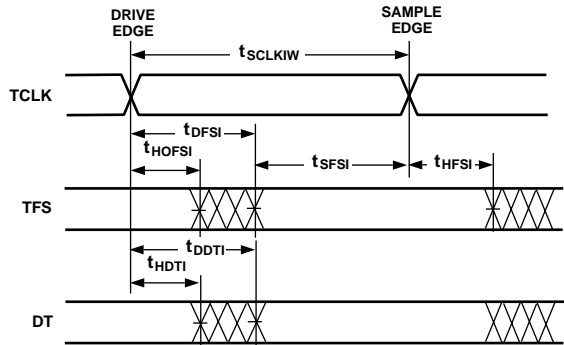 DRIVE
EDGE
SAMPLE
EDGE
tSCLKIW
TCLK
tDFSI
tHOFSI
tSFSI
tHFSI
TFS
tDDTI
tHDTI
DT